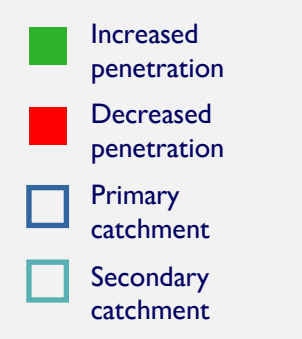 Increased
penetration
Decreased
penetration
Primary
catchment
Secondary
catchment